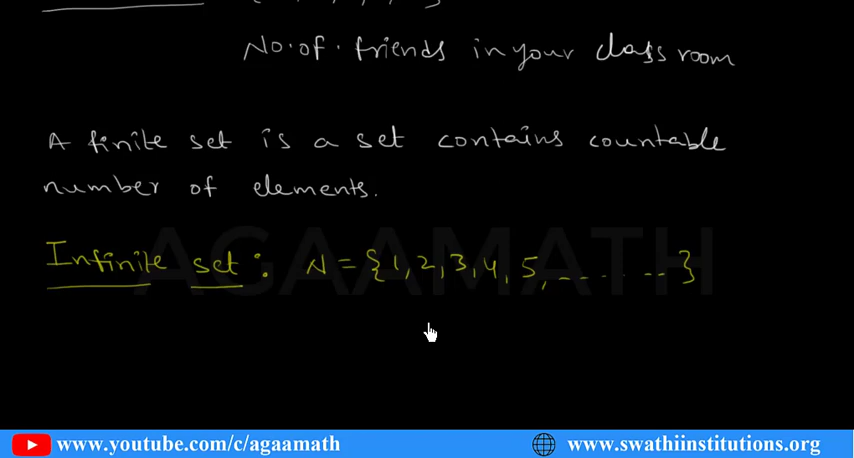 No. of. friends in your class room
A finite set is a set contains countable
number of elements.
AGAAMATH
Infinite set : N = {1, 2, 3, 4, 5, ........}
www.youtube.com/c/agaamath
www.swathiinstitutions.org